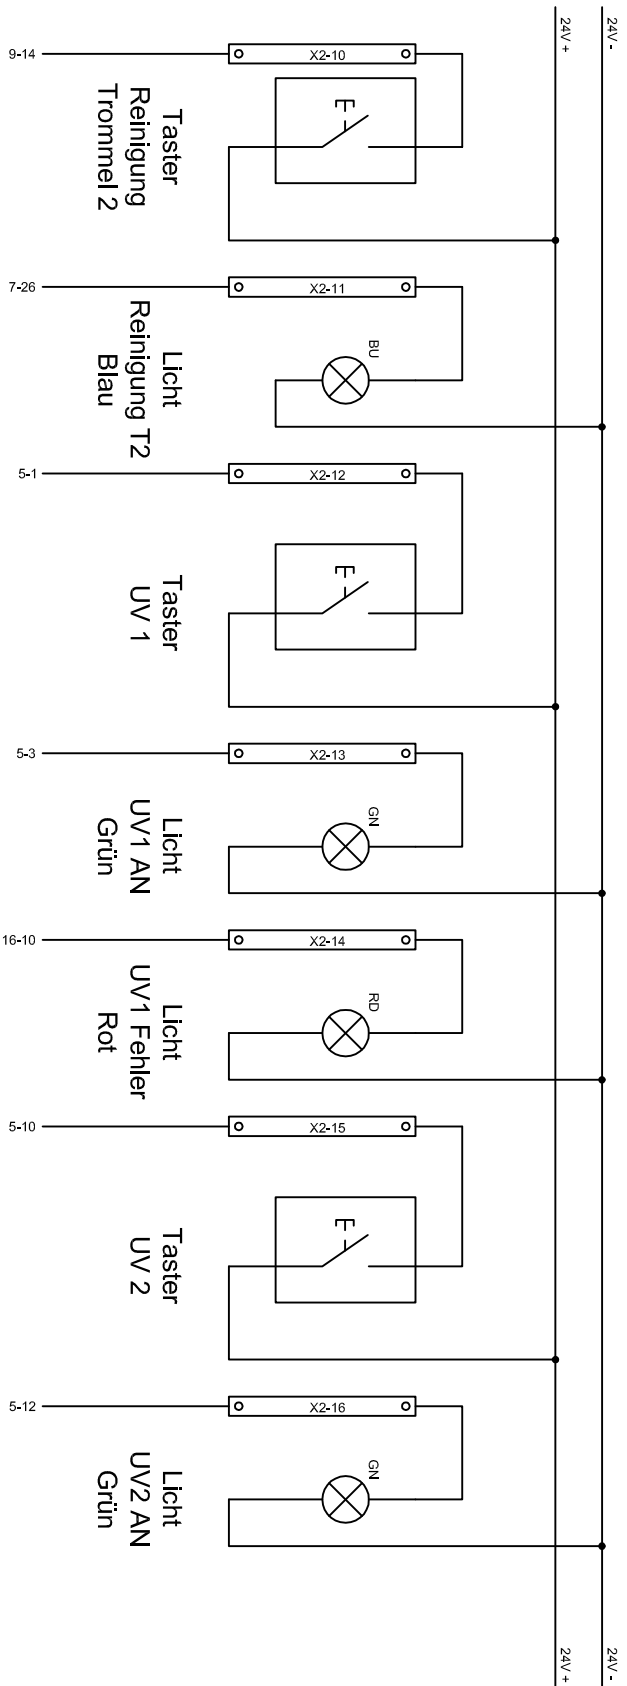 24V -
24V +
9-14
X2-10
Taster
Reinigung
Trommel 2
7-26
X2-11
BU
Licht
Reinigung T2
Blau
5-1
X2-12
Taster
UV 1
5-3
X2-13
GN
Licht
UV1 AN
Grün
16-10
X2-14
RD
Licht
UV1 Fehler
Rot
5-10
X2-15
Taster
UV 2
5-12
X2-16
GN
Licht
UV2 AN
Grün
24V -
24V +